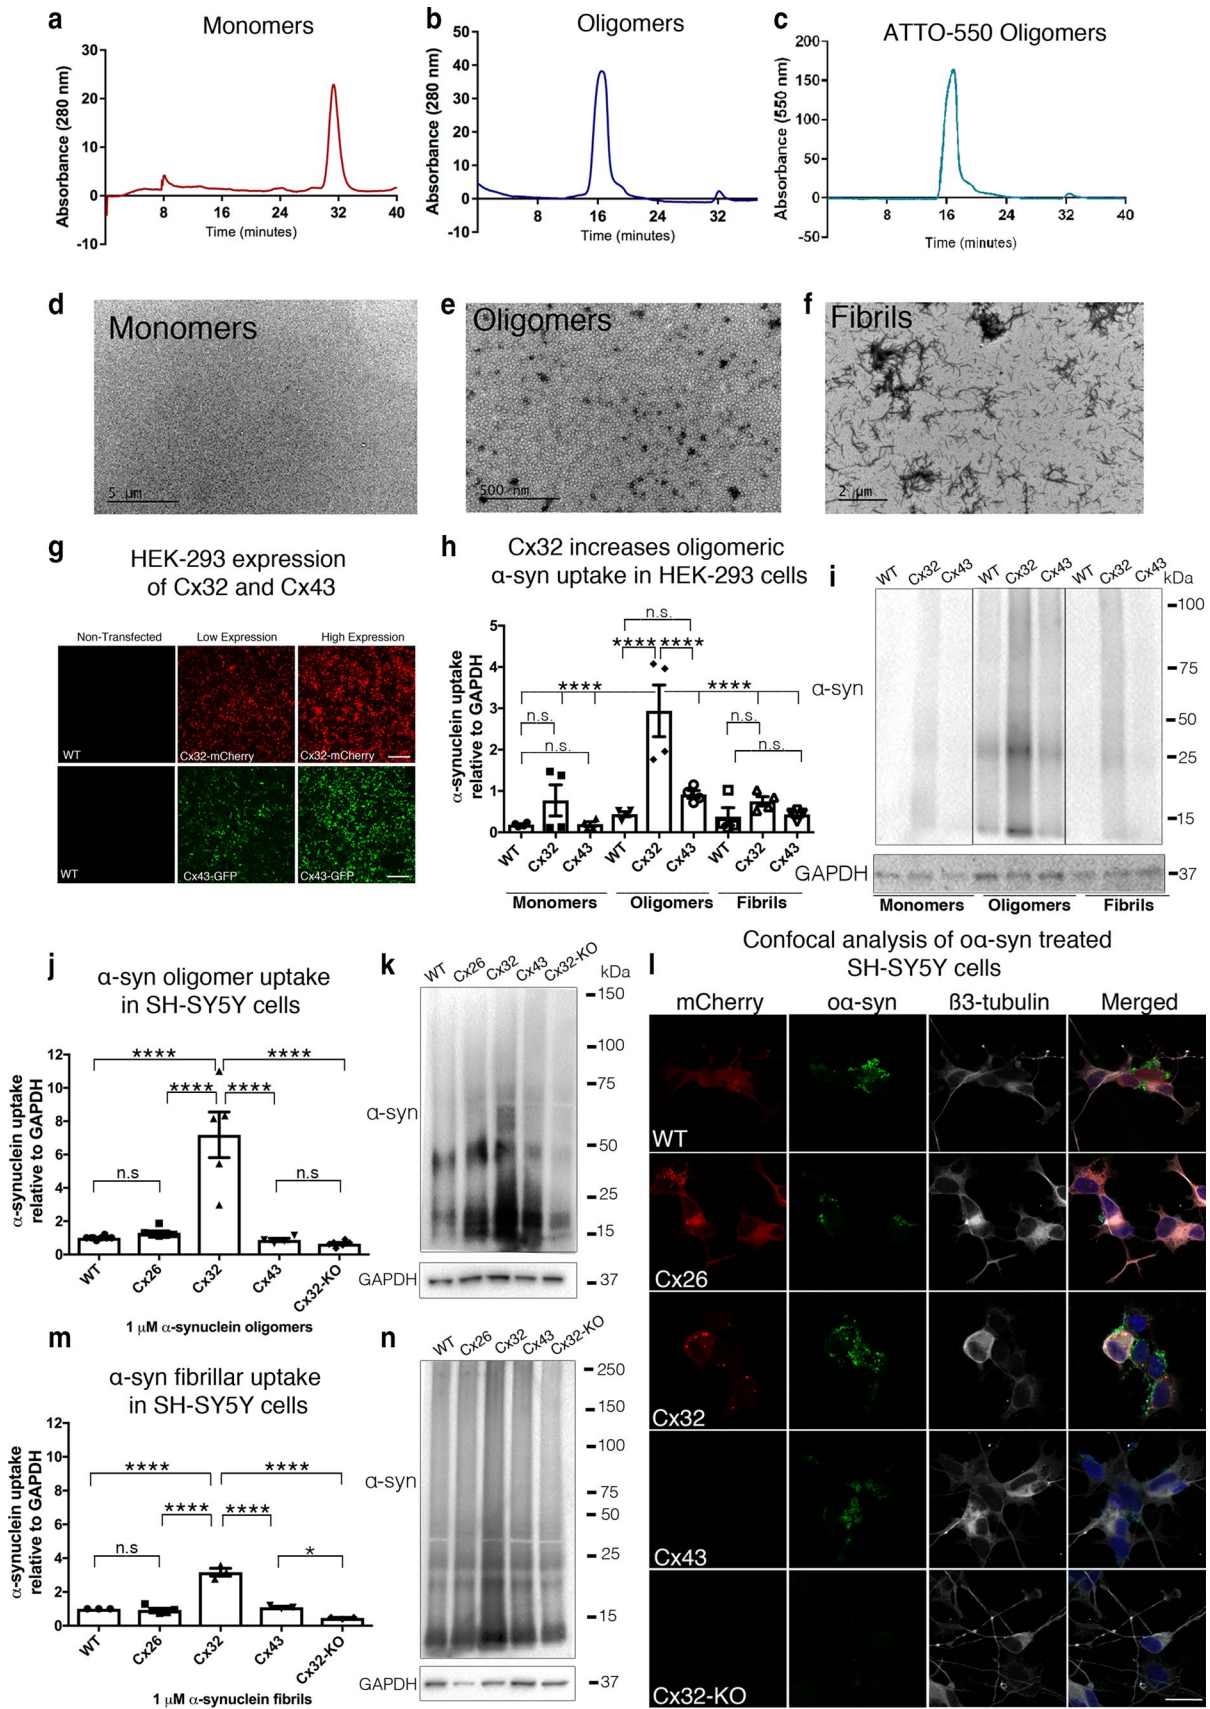 a
Monomers
Absorbance (280 nm)
30
20
10
0
-10
8
16
24
32
40
Time (minutes)
b
Oligomers
Absorbance (280 nm)
50
40
30
20
10
0
-10
8
16
24
32
Time (minutes)
c
ATTO-550 Oligomers
Absorbance (550 nm)
200
150
100
50
0
-50
8
16
24
32
40
Time (minutes)
d
Monomers
5 µm
e
Oligomers
500 nm
f
Fibrils
2 µm
g
HEK-293 expression
of Cx32 and Cx43
Non-Transfected
Low Expression
High Expression
WT
Cx32-mCherry
Cx32-mCherry
WT
Cx43-GFP
Cx43-GFP
h
Cx32 increases oligomeric
α-syn uptake in HEK-293 cells
α-synuclein uptake
relative to GAPDH
5
4
3
2
1
0
n.s.
**** ****
**** ****
n.s. n.s.
n.s. n.s.
WT Cx32 Cx43 WT Cx32 Cx43 WT Cx32 Cx43
Monomers Oligomers Fibrils
i
WT Cx32 Cx43 WT Cx32 Cx43 WT Cx32 Cx43 kDa
α-syn
100
75
50
25
15
GAPDH
37
Monomers Oligomers Fibrils
j
α-syn oligomer uptake
in SH-SY5Y cells
α-synuclein uptake
relative to GAPDH
12
10
8
6
4
2
0
**** ****
**** ****
n.s n.s
WT Cx26 Cx32 Cx43 Cx32-KO
1 µM α-synuclein oligomers
k
WT Cx26 Cx32 Cx43 Cx32-KO
kDa
α-syn
150
100
75
50
25
15
GAPDH
37
l
Confocal analysis of oα-syn treated
SH-SY5Y cells
mCherry oα-syn ß3-tubulin Merged
WT
Cx26
Cx32
Cx43
Cx32-KO
m
α-syn fibrillar uptake
in SH-SY5Y cells
α-synuclein uptake
relative to GAPDH
12
10
8
6
4
2
0
**** ****
**** ****
n.s *
WT Cx26 Cx32 Cx43 Cx32-KO
1 µM α-synuclein fibrils
n
WT Cx26 Cx32 Cx43 Cx32-KO
α-syn
250
150
100
75
50
25
15
GAPDH
37